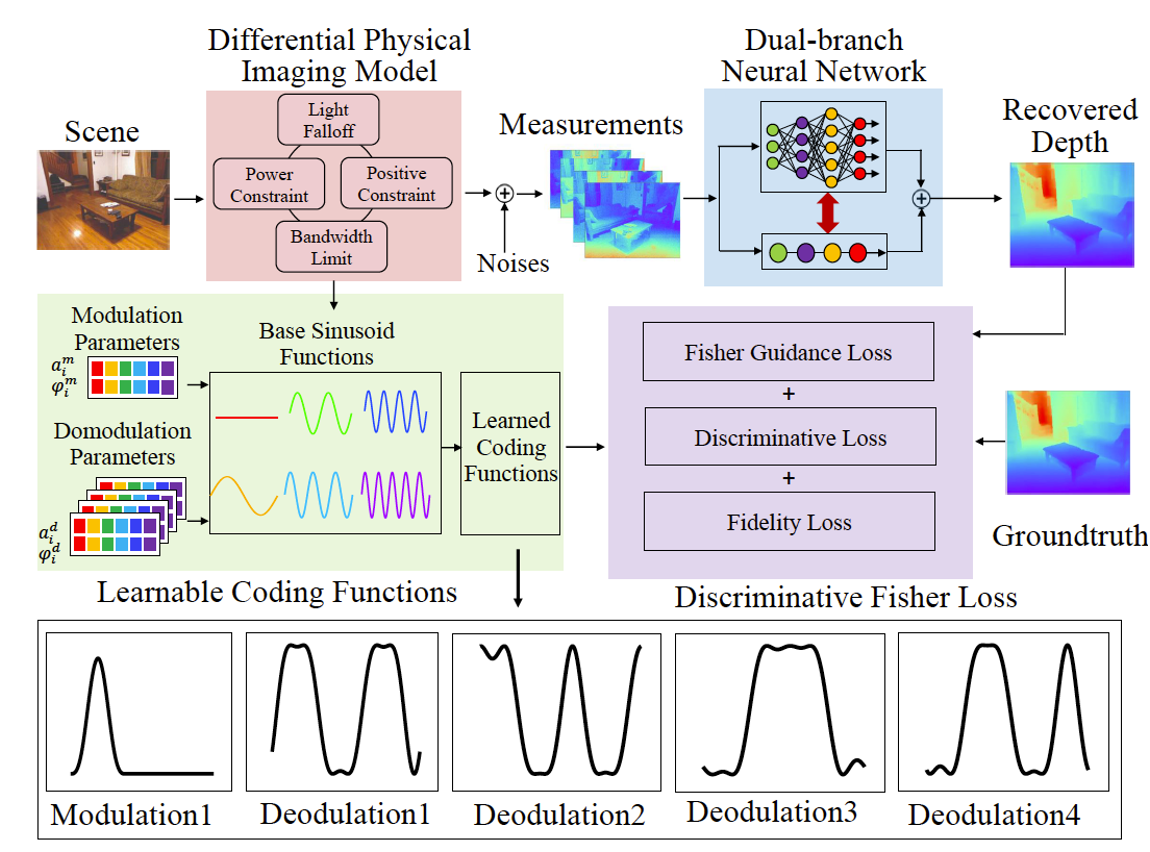 Differential Physical
Imaging Model
Dual-branch
Neural Network
Scene
Light
Falloff
Power
Constraint
Positive
Constraint
Bandwidth
Limit
Measurements
Noises
Recovered
Depth
Modulation
Parameters
a_i^m
φ_i^m
Domodulation
Parameters
a_i^d
φ_i^d
Base Sinusoid
Functions
Learned
Coding
Functions
Learnable Coding Functions
Fisher Guidance Loss
+
Discriminative Loss
+
Fidelity Loss
Discriminative Fisher Loss
Groundtruth
Modulation1
Deodulation1
Deodulation2
Deodulation3
Deodulation4